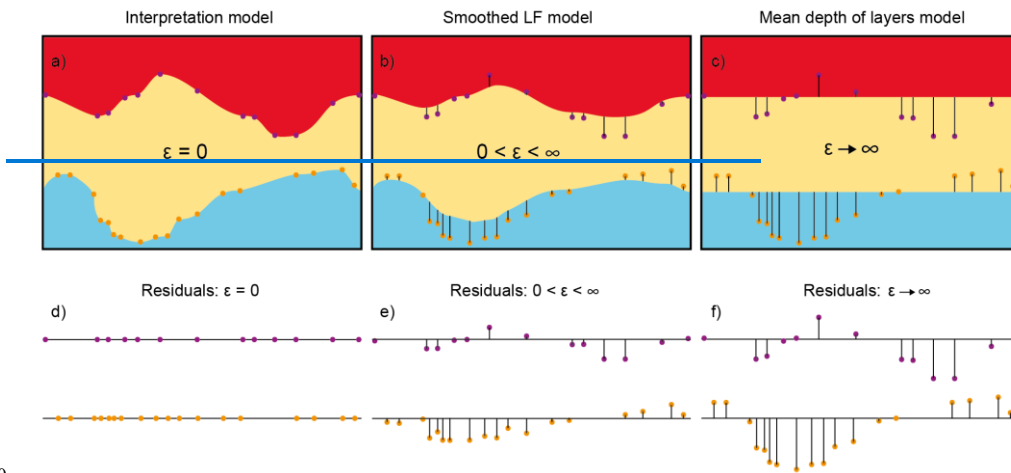 Interpretation model
Smoothed LF model
Mean depth of layers model
a)
b)
c)
ε = 0
0 < ε < ∞
ε → ∞
Residuals: ε = 0
Residuals: 0 < ε < ∞
Residuals: ε → ∞
d)
e)
f)